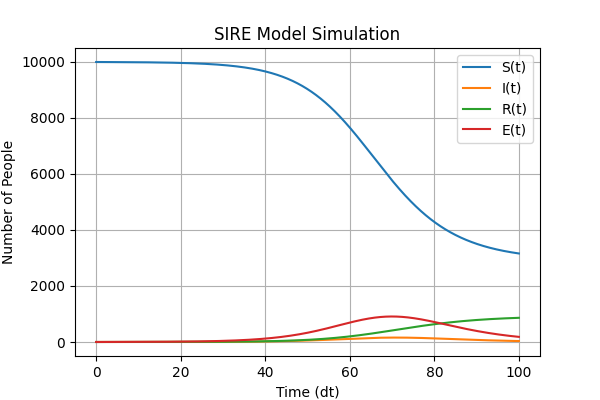 SIRE Model Simulation
Number of People
10000
8000
6000
4000
2000
0
S(t)
I(t)
R(t)
E(t)
0 20 40 60 80 100
Time (dt)